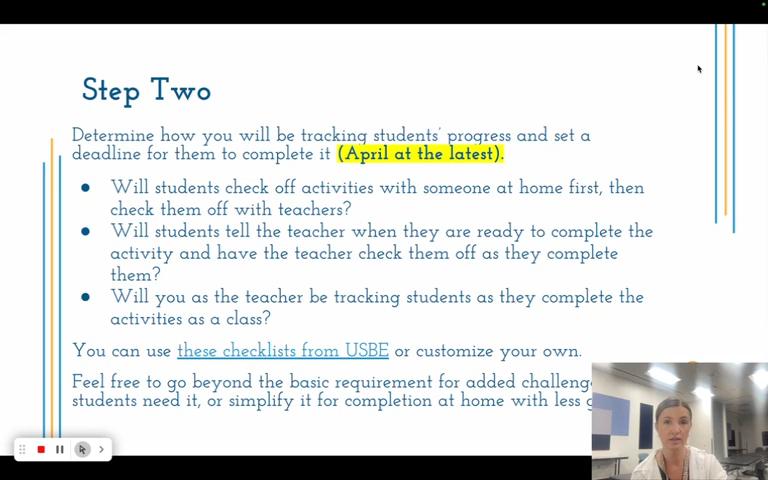 Step Two
Determine how you will be tracking students' progress and set a
deadline for them to complete it (April at the latest).
● Will students check off activities with someone at home first, then
check them off with teachers?
● Will students tell the teacher when they are ready to complete the
activity and have the teacher check them off as they complete
them?
● Will you as the teacher be tracking students as they complete the
activities as a class?
You can use these checklists from USBE or customize your own.
Feel free to go beyond the basic requirement for added challenge
students need it, or simplify it for completion at home with less